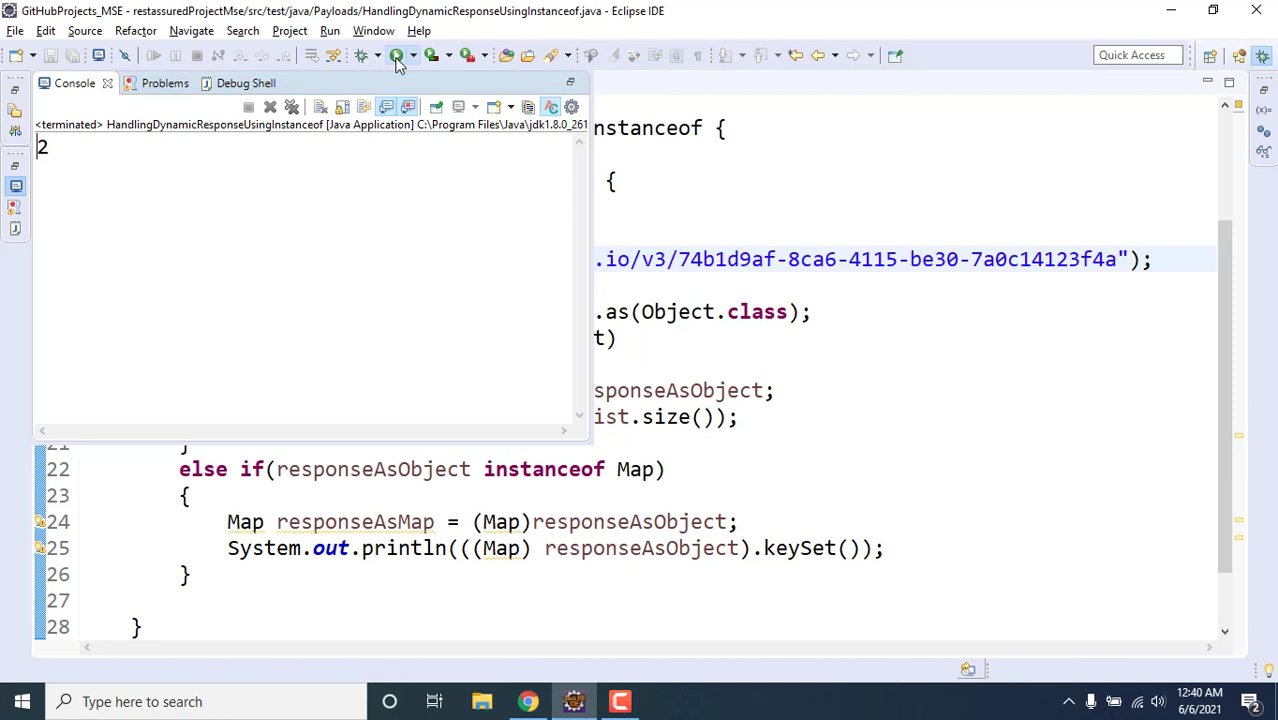 GitHubProjects_MSE - restassuredProjectMse/src/test/java/Payloads/HandlingDynamicResponseUsingInstanceof.java - Eclipse IDE
File Edit Source Refactor Navigate Search Project Run Window Help
Quick Access
Console Problems Debug Shell
<terminated> HandlingDynamicResponseUsingInstanceof [Java Application] C:\Program Files\Java\jdk1.8.0_261
2
nstanceof {
{
.io/v3/74b1d9af-8ca6-4115-be30-7a0c14123f4a");
.as(Object.class);
t)
sponseAsObject;
ist.size());
21 }
22 else if(responseAsObject instanceof Map)
23 {
24 Map responseAsMap = (Map)responseAsObject;
25 System.out.println(((Map) responseAsObject).keySet());
26 }
27
28 }
Type here to search
12:40 AM
6/6/2021
2